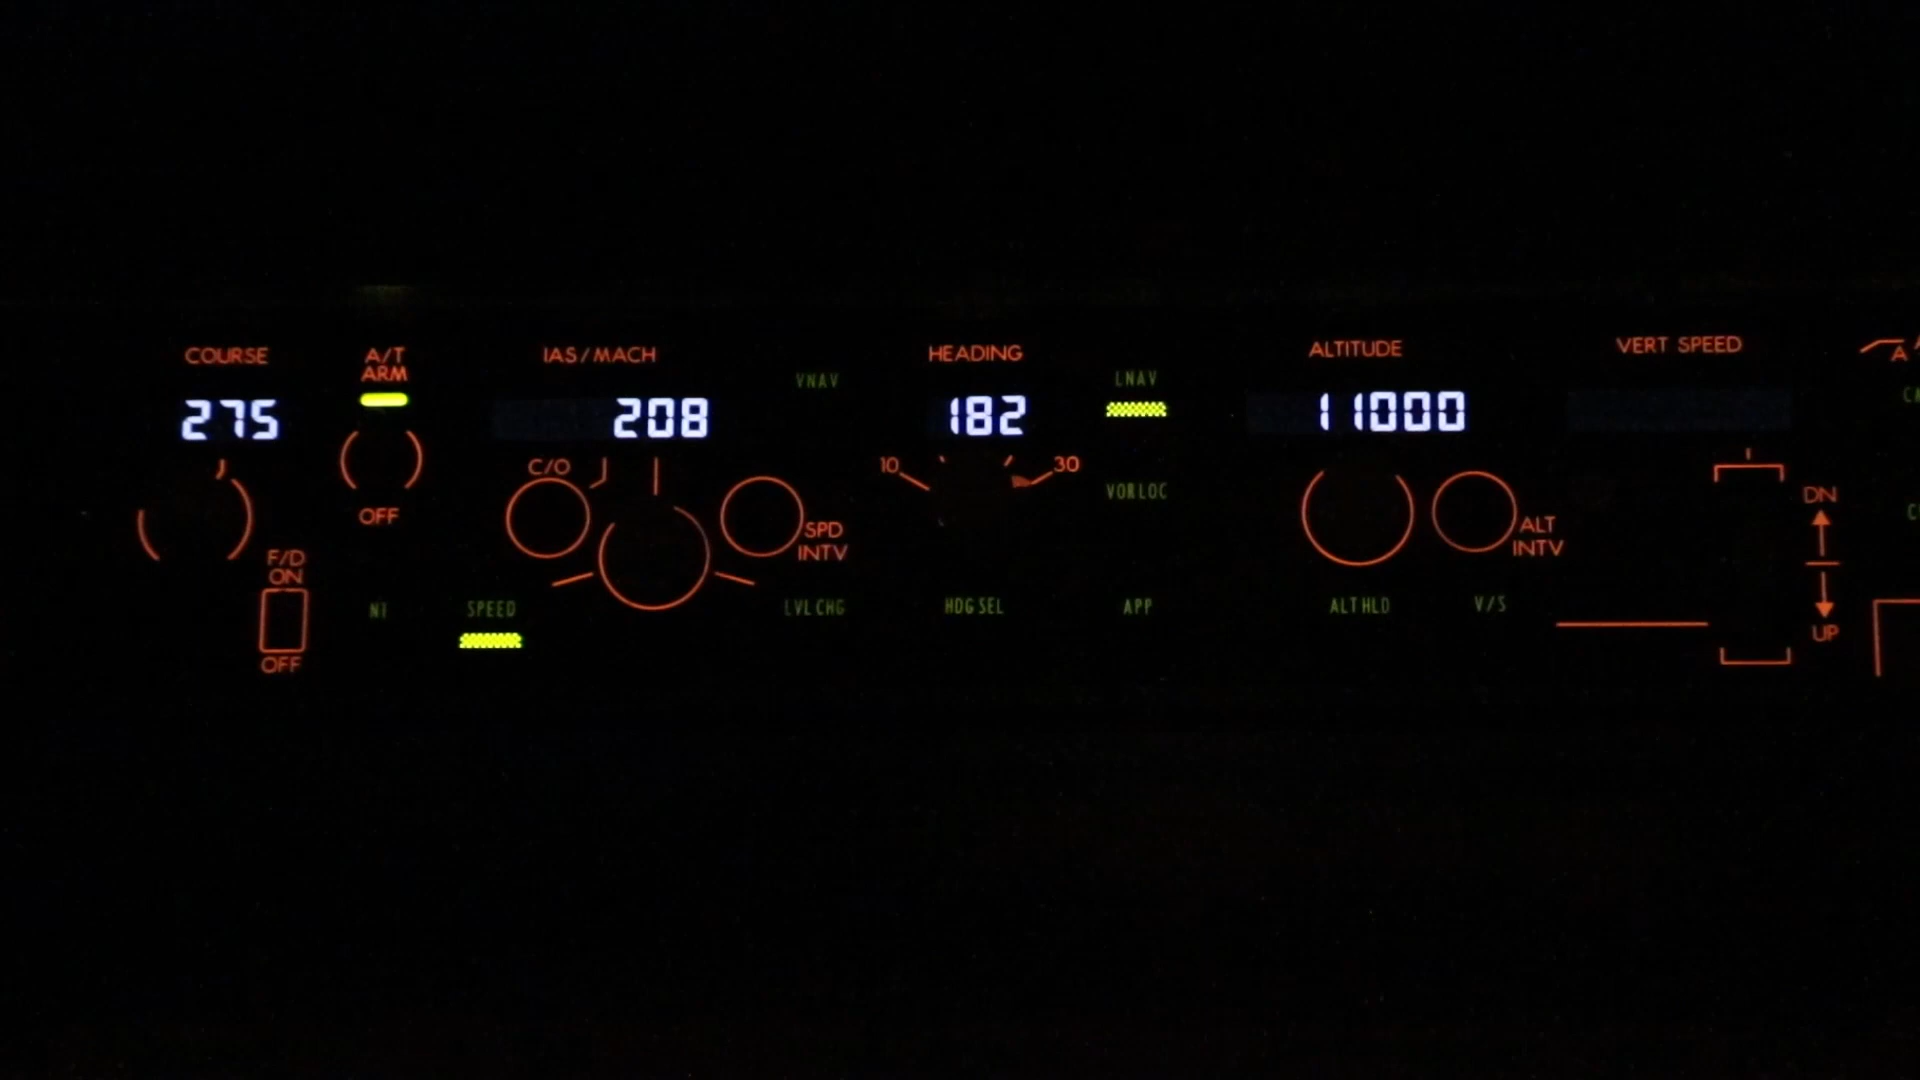 COURSE
A/T
ARM
IAS/MACH
VNAV
HEADING
LNAV
ALTITUDE
VERT SPEED
A
275
208
182
11000
C/O
10
30
VOR LOC
DN
OFF
SPD
INTV
ALT
INTV
F/D
ON
N1
SPEED
LVL CHG
HDG SEL
APP
ALT HLD
V/S
UP
OFF